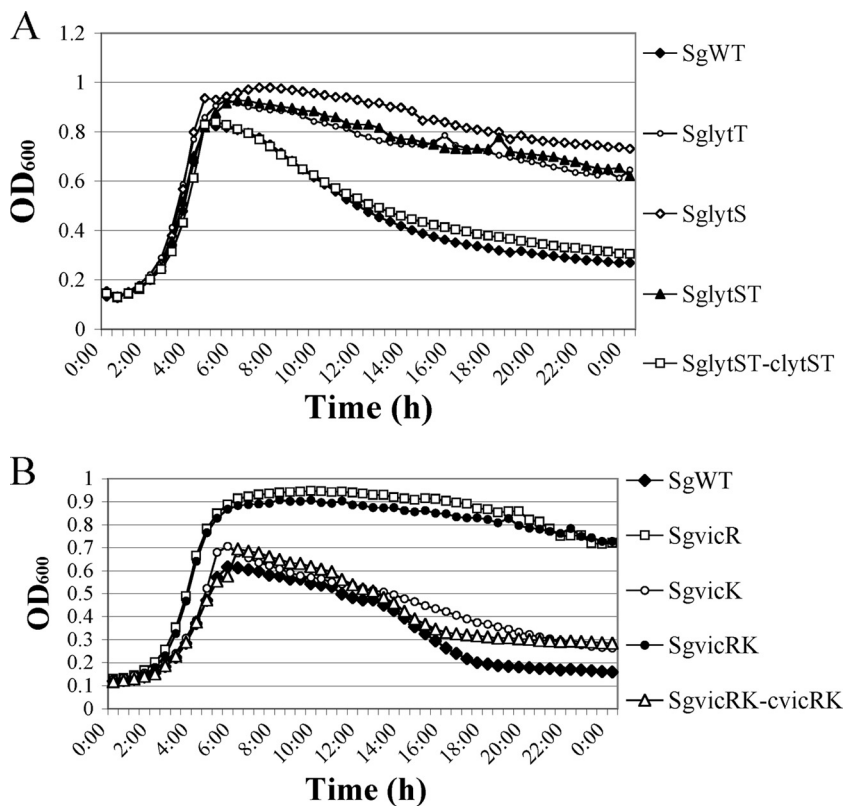 A
OD600
1.2
1
0.8
0.6
0.4
0.2
0
0:00
2:00
4:00
6:00
8:00
10:00
12:00
14:00
16:00
18:00
20:00
22:00
0:00
Time (h)
SgWT
SglytT
SglytS
SglytST
SglytST-clytST
B
OD600
1
0.9
0.8
0.7
0.6
0.5
0.4
0.3
0.2
0.1
0
0:00
2:00
4:00
6:00
8:00
10:00
12:00
14:00
16:00
18:00
20:00
22:00
0:00
Time (h)
SgWT
SgvicR
SgvicK
SgvicRK
SgvicRK-cvicRK